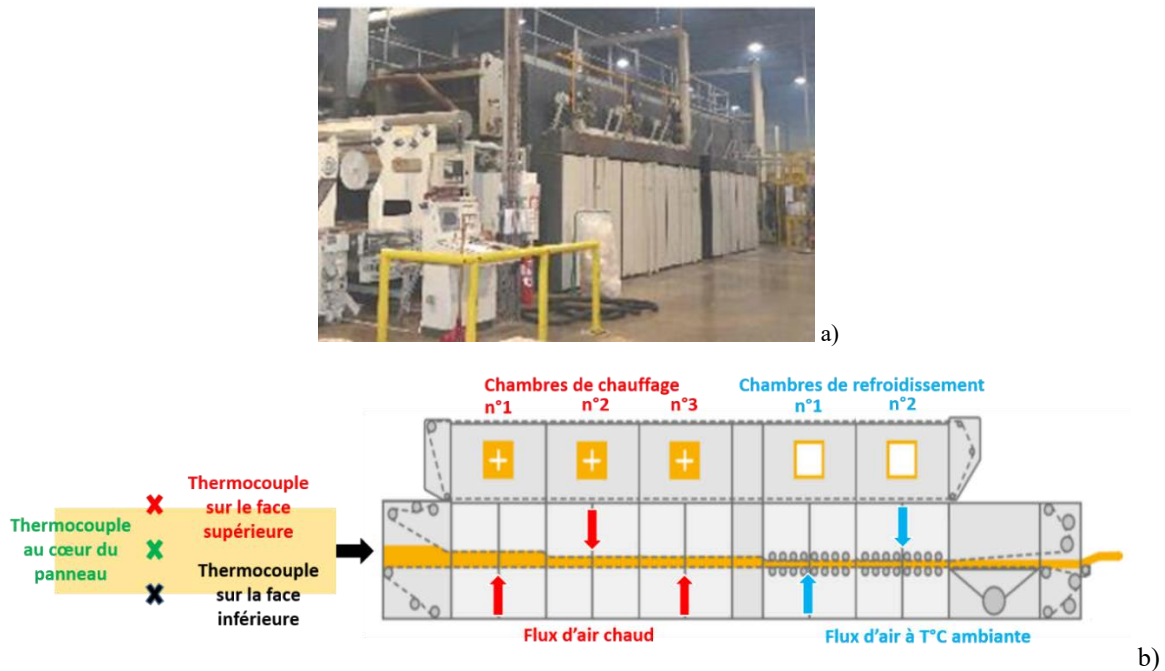 a)
Chambres de chauffage
n°1
n°2
n°3
Chambres de refroidissement
n°1
n°2
Thermocouple
sur le face
supérieure
Thermocouple
au cœur du
panneau
Thermocouple
sur la face
inférieure
Flux d'air chaud
Flux d'air à T°C ambiante
b)